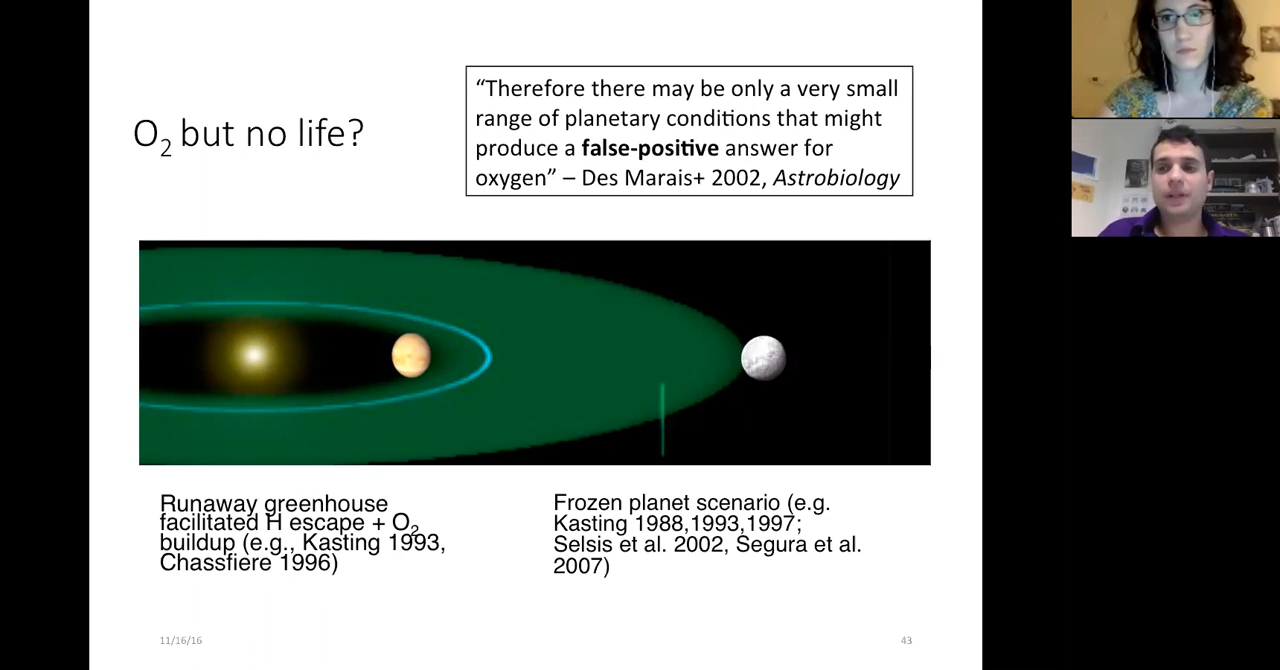 O₂ but no life?
“Therefore there may be only a very small
range of planetary conditions that might
produce a false-positive answer for
oxygen” – Des Marais+ 2002, Astrobiology
Runaway greenhouse
facilitated H escape + O₂
buildup (e.g., Kasting 1993,
Chassfiere 1996)
Frozen planet scenario (e.g.
Kasting 1988,1993,1997;
Selsis et al. 2002, Segura et al.
2007)
11/16/16
43